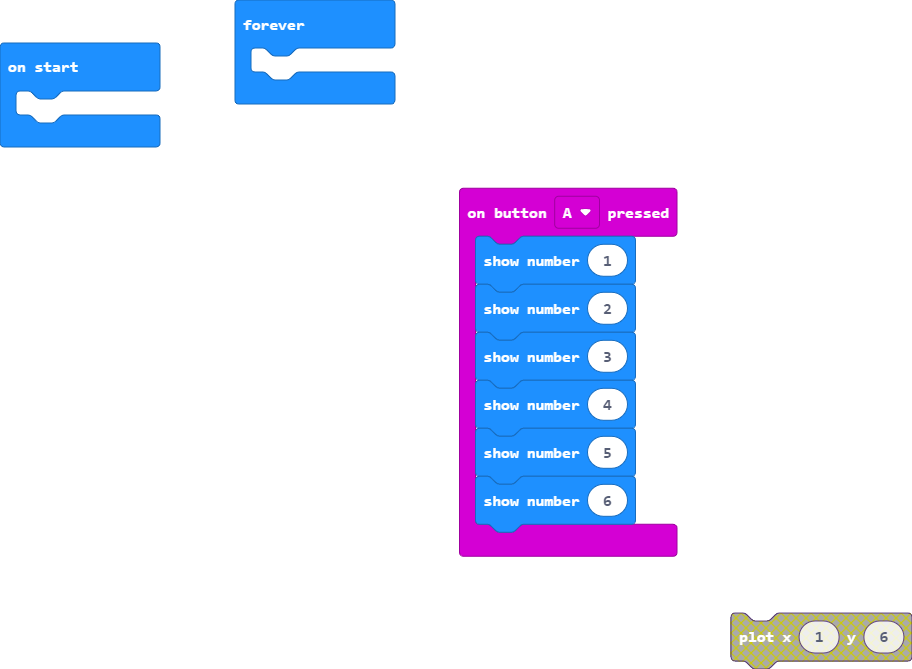 forever
on start
on button A pressed
show number 1
show number 2
show number 3
show number 4
show number 5
show number 6
plot x 1 y 6